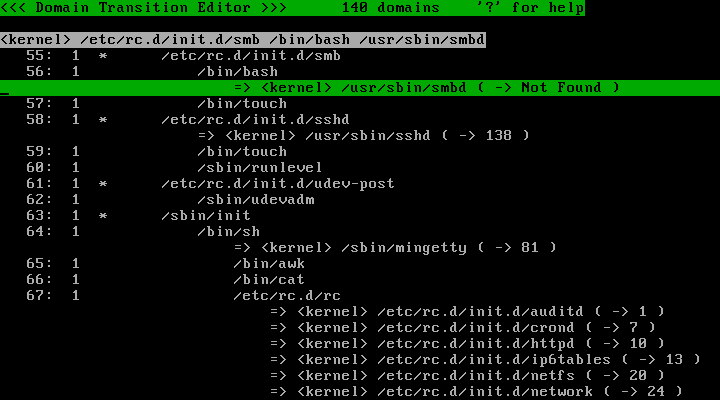 <<< Domain Transition Editor >>>      140 domains    '?' for help
<kernel> /etc/rc.d/init.d/smb /bin/bash /usr/sbin/smbd
55:  1  *      /etc/rc.d/init.d/smb
56:  1             /bin/bash
=> <kernel> /usr/sbin/smbd ( -> Not Found )
57:  1             /bin/touch
58:  1  *      /etc/rc.d/init.d/sshd
=> <kernel> /usr/sbin/sshd ( -> 138 )
59:  1             /bin/touch
60:  1             /sbin/runlevel
61:  1  *      /etc/rc.d/init.d/udev-post
62:  1             /sbin/udevadm
63:  1  *      /sbin/init
64:  1             /bin/sh
=> <kernel> /sbin/mingetty ( -> 81 )
65:  1                 /bin/awk
66:  1                 /bin/cat
67:  1                 /etc/rc.d/rc
=> <kernel> /etc/rc.d/init.d/auditd ( -> 1 )
=> <kernel> /etc/rc.d/init.d/crond ( -> 7 )
=> <kernel> /etc/rc.d/init.d/httpd ( -> 10 )
=> <kernel> /etc/rc.d/init.d/ip6tables ( -> 13 )
=> <kernel> /etc/rc.d/init.d/netfs ( -> 20 )
=> <kernel> /etc/rc.d/init.d/network ( -> 24 )